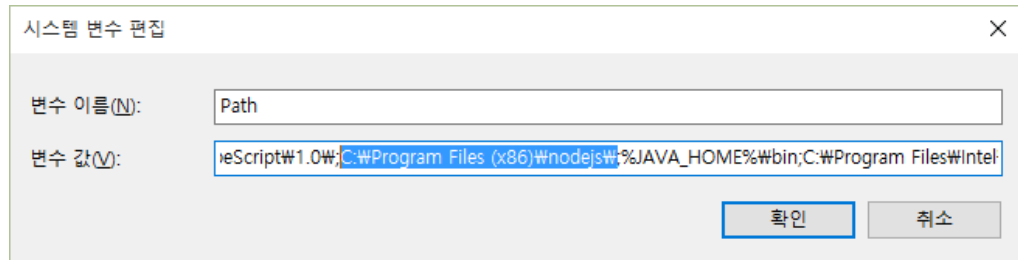 시스템 변수 편집
변수 이름(N):
Path
변수 값(V):
eScript₩1.0₩;C:₩Program Files (x86)₩nodejs₩;%JAVA_HOME%₩bin;C:₩Program Files₩Intel
확인
취소